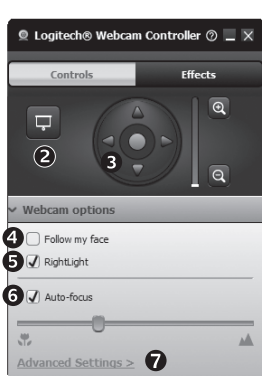 Logitech® Webcam Controller
Controls Effects
2
3
Webcam options
4 Follow my face
5 RightLight
6 Auto-focus
Advanced Settings > 7